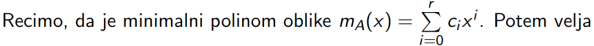 Recimo, da je minimalni polinom oblike $m_A(x) = \sum_{i=0}^{r} c_i x^i$. Potem velja